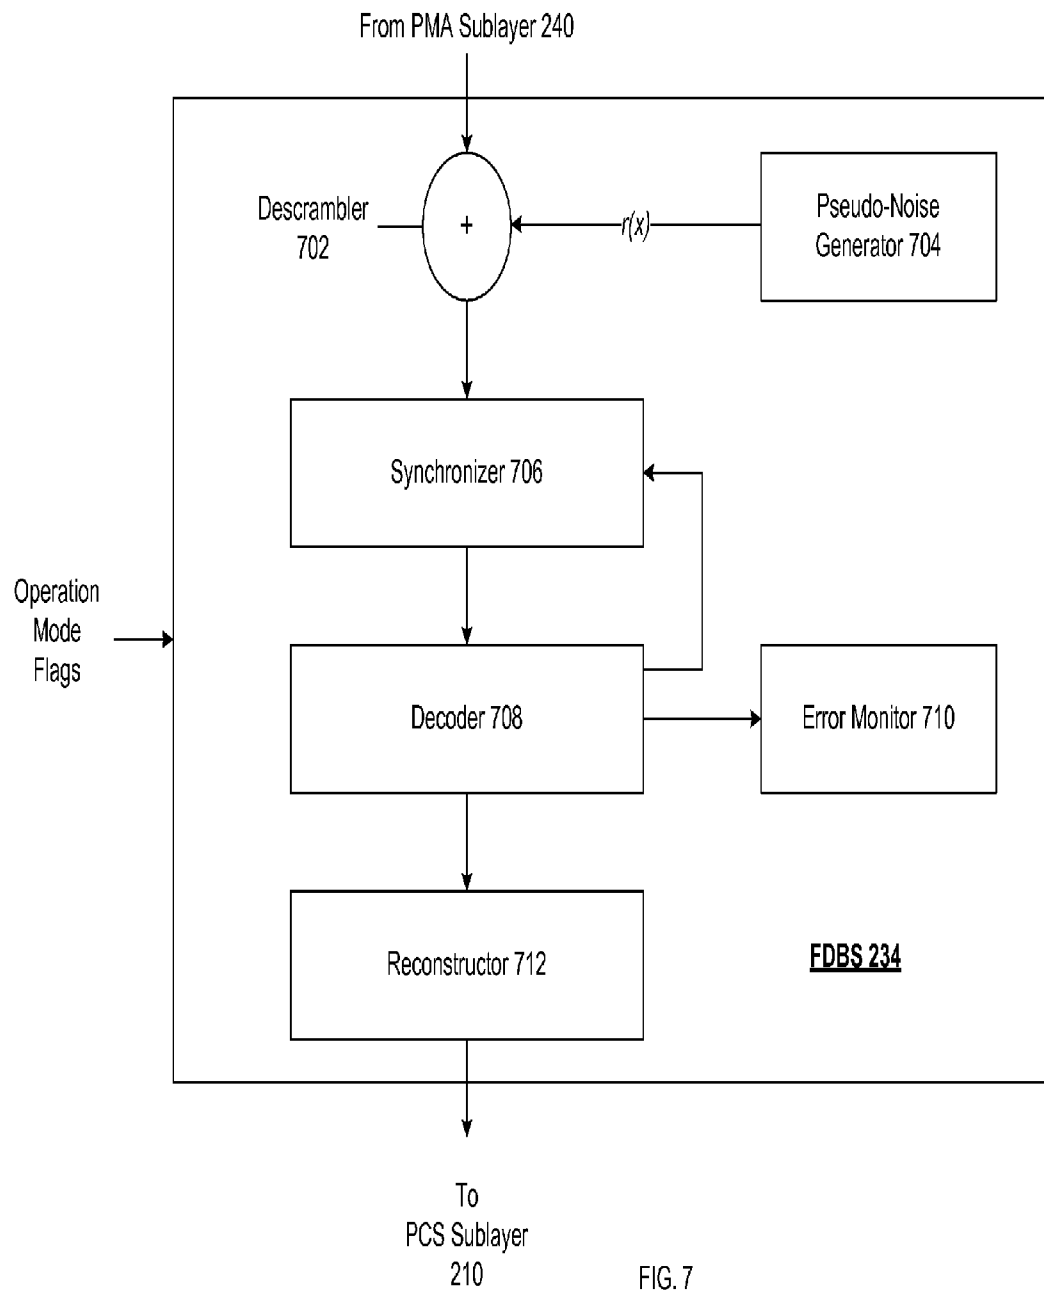 From PMA Sublayer 240
Descrambler
702
+
r(x)
Pseudo-Noise
Generator 704
Synchronizer 706
Operation
Mode
Flags
Decoder 708
Error Monitor 710
Reconstructor 712
FDBS 234
To
PCS Sublayer
210
FIG. 7